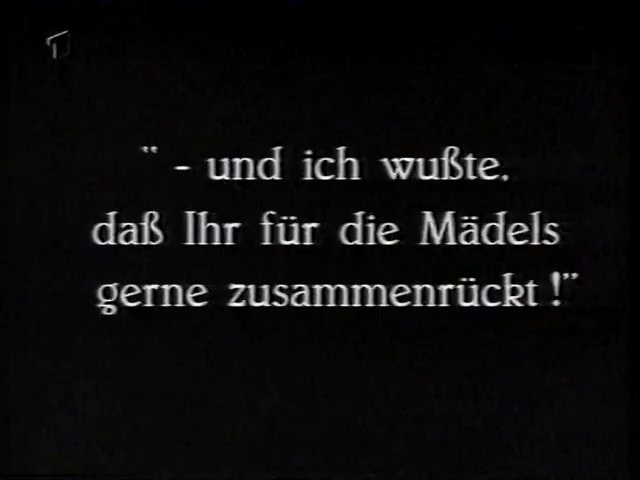 “ - und ich wußte,
daß Ihr für die Mädels
gerne zusammenrückt !”